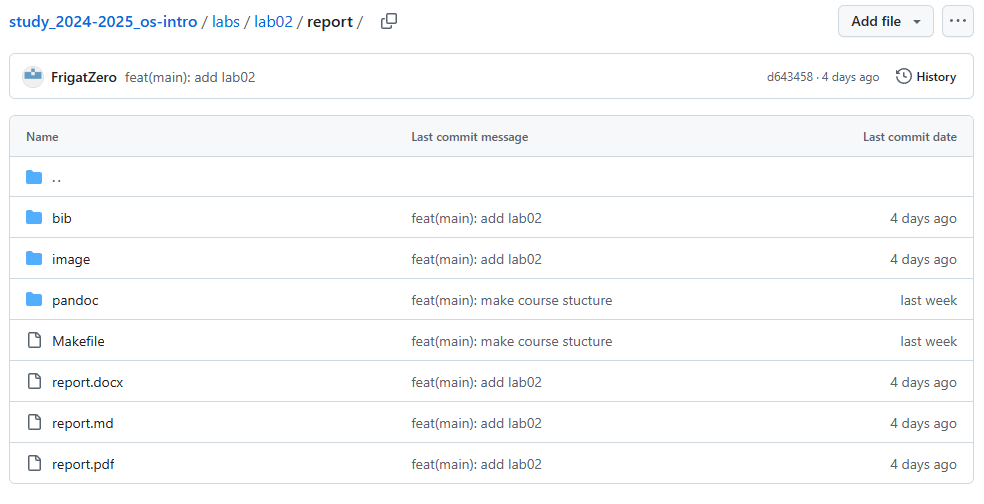 study_2024-2025_os-intro / labs / lab02 / report /
Add file
FrigatZero feat(main): add lab02
d643458 · 4 days ago
History
Name Last commit message Last commit date
..
bib feat(main): add lab02 4 days ago
image feat(main): add lab02 4 days ago
pandoc feat(main): make course stucture last week
Makefile feat(main): make course stucture last week
report.docx feat(main): add lab02 4 days ago
report.md feat(main): add lab02 4 days ago
report.pdf feat(main): add lab02 4 days ago